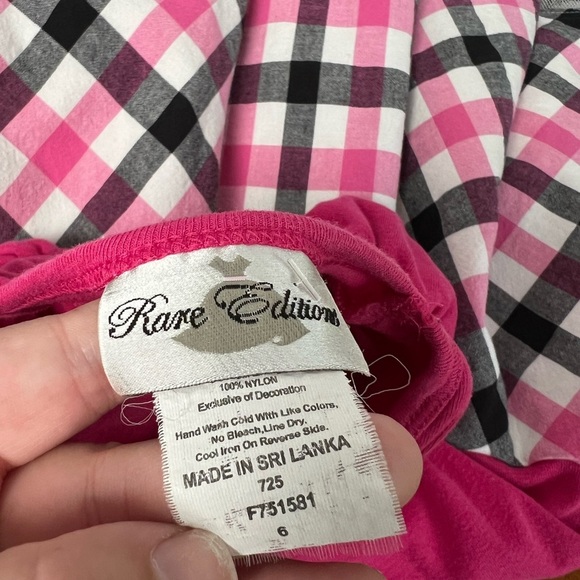 Rare Editions
100% NYLON
Exclusive of Decoration
Hand Wash Cold With Like Colors,
No Bleach,Line Dry.
Cool Iron On Reverse Side.
MADE IN SRI LANKA
725
F751581
6